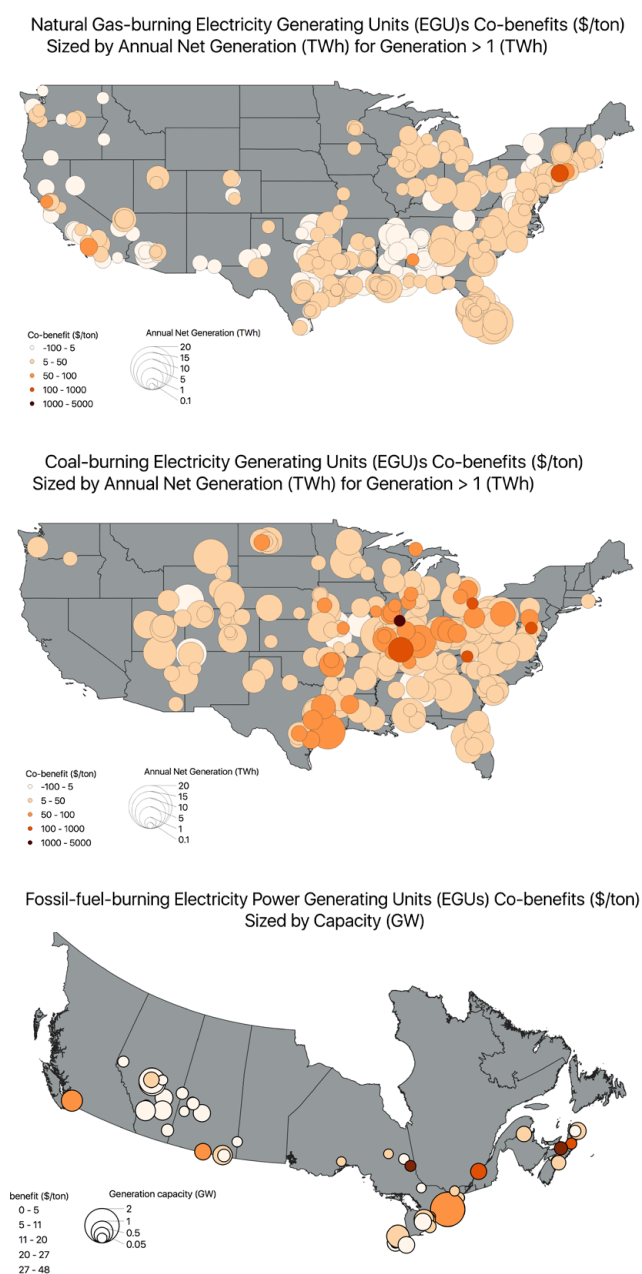 Natural Gas-burning Electricity Generating Units (EGU)s Co-benefits ($/ton)
Sized by Annual Net Generation (TWh) for Generation > 1 (TWh)
Co-benefit ($/ton)
-100 - 5
5 - 50
50 - 100
100 - 1000
1000 - 5000
Annual Net Generation (TWh)
20
15
10
5
1
0.1
Coal-burning Electricity Generating Units (EGU)s Co-benefits ($/ton)
Sized by Annual Net Generation (TWh) for Generation > 1 (TWh)
Co-benefit ($/ton)
-100 - 5
5 - 50
50 - 100
100 - 1000
1000 - 5000
Annual Net Generation (TWh)
20
15
10
5
1
0.1
Fossil-fuel-burning Electricity Power Generating Units (EGUs) Co-benefits ($/ton)
Sized by Capacity (GW)
benefit ($/ton)
0 - 5
5 - 11
11 - 20
20 - 27
27 - 48
Generation capacity (GW)
2
1
0.5
0.05